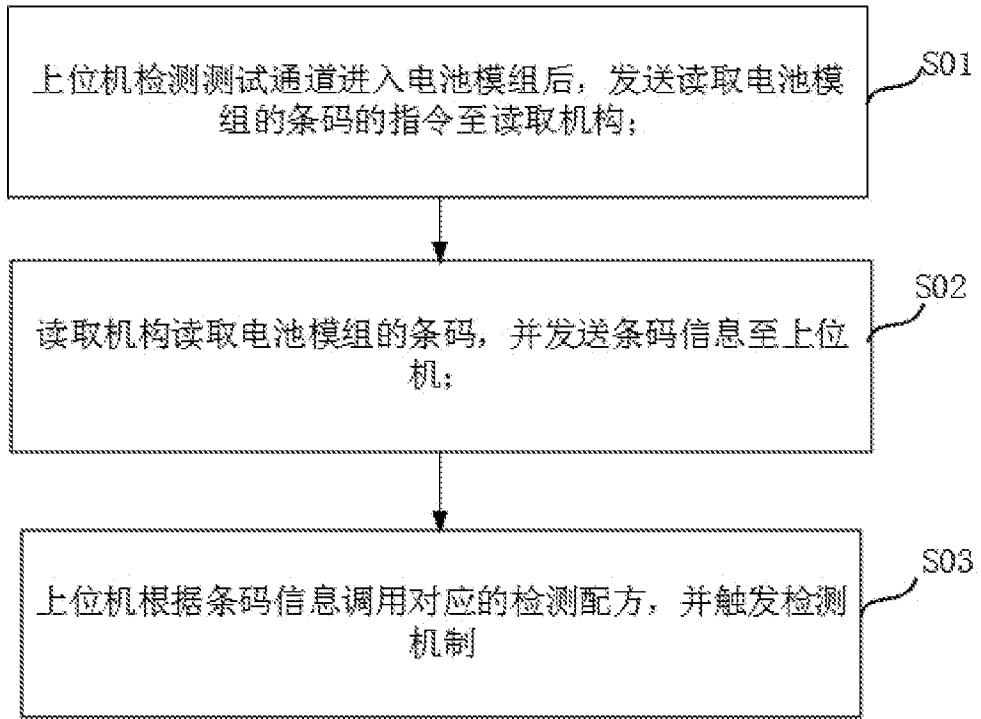 上位机检测测试通道进入电池模组后，发送读取电池模
组的条码的指令至读取机构；
S01
读取机构读取电池模组的条码，并发送条码信息至上位
机；
S02
上位机根据条码信息调用对应的检测配方，并触发检测
机制
S03